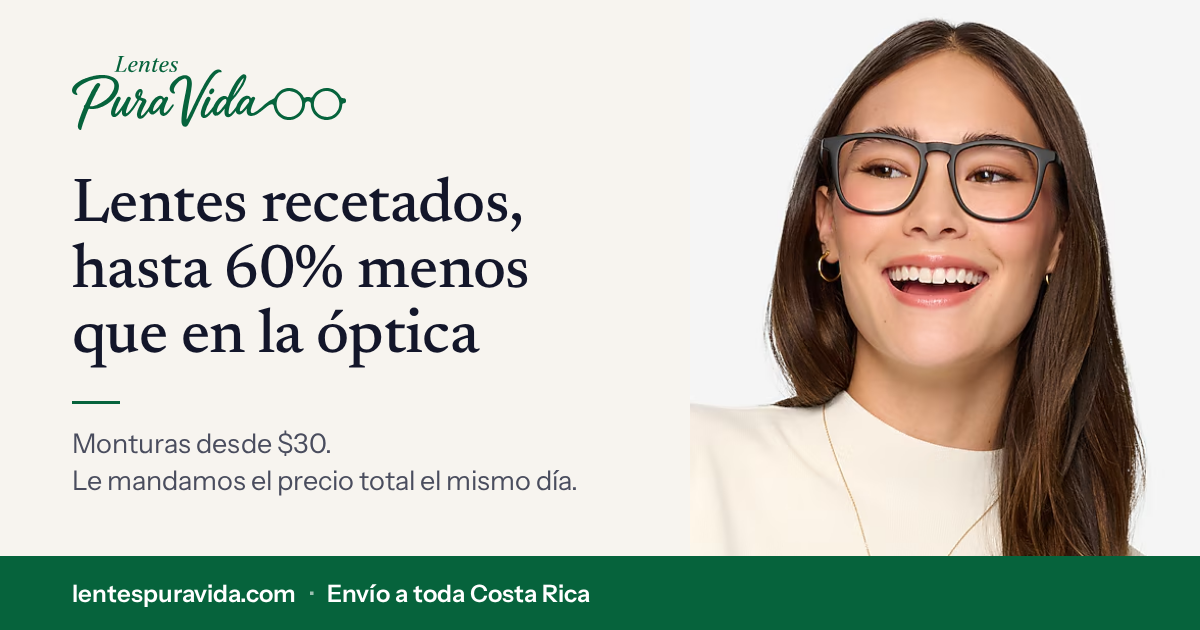 Lentes
Pura Vida
Lentes recetados,
hasta 60% menos
que en la óptica
Monturas desde $30.
Le mandamos el precio total el mismo día.
lentespuravida.com · Envío a toda Costa Rica